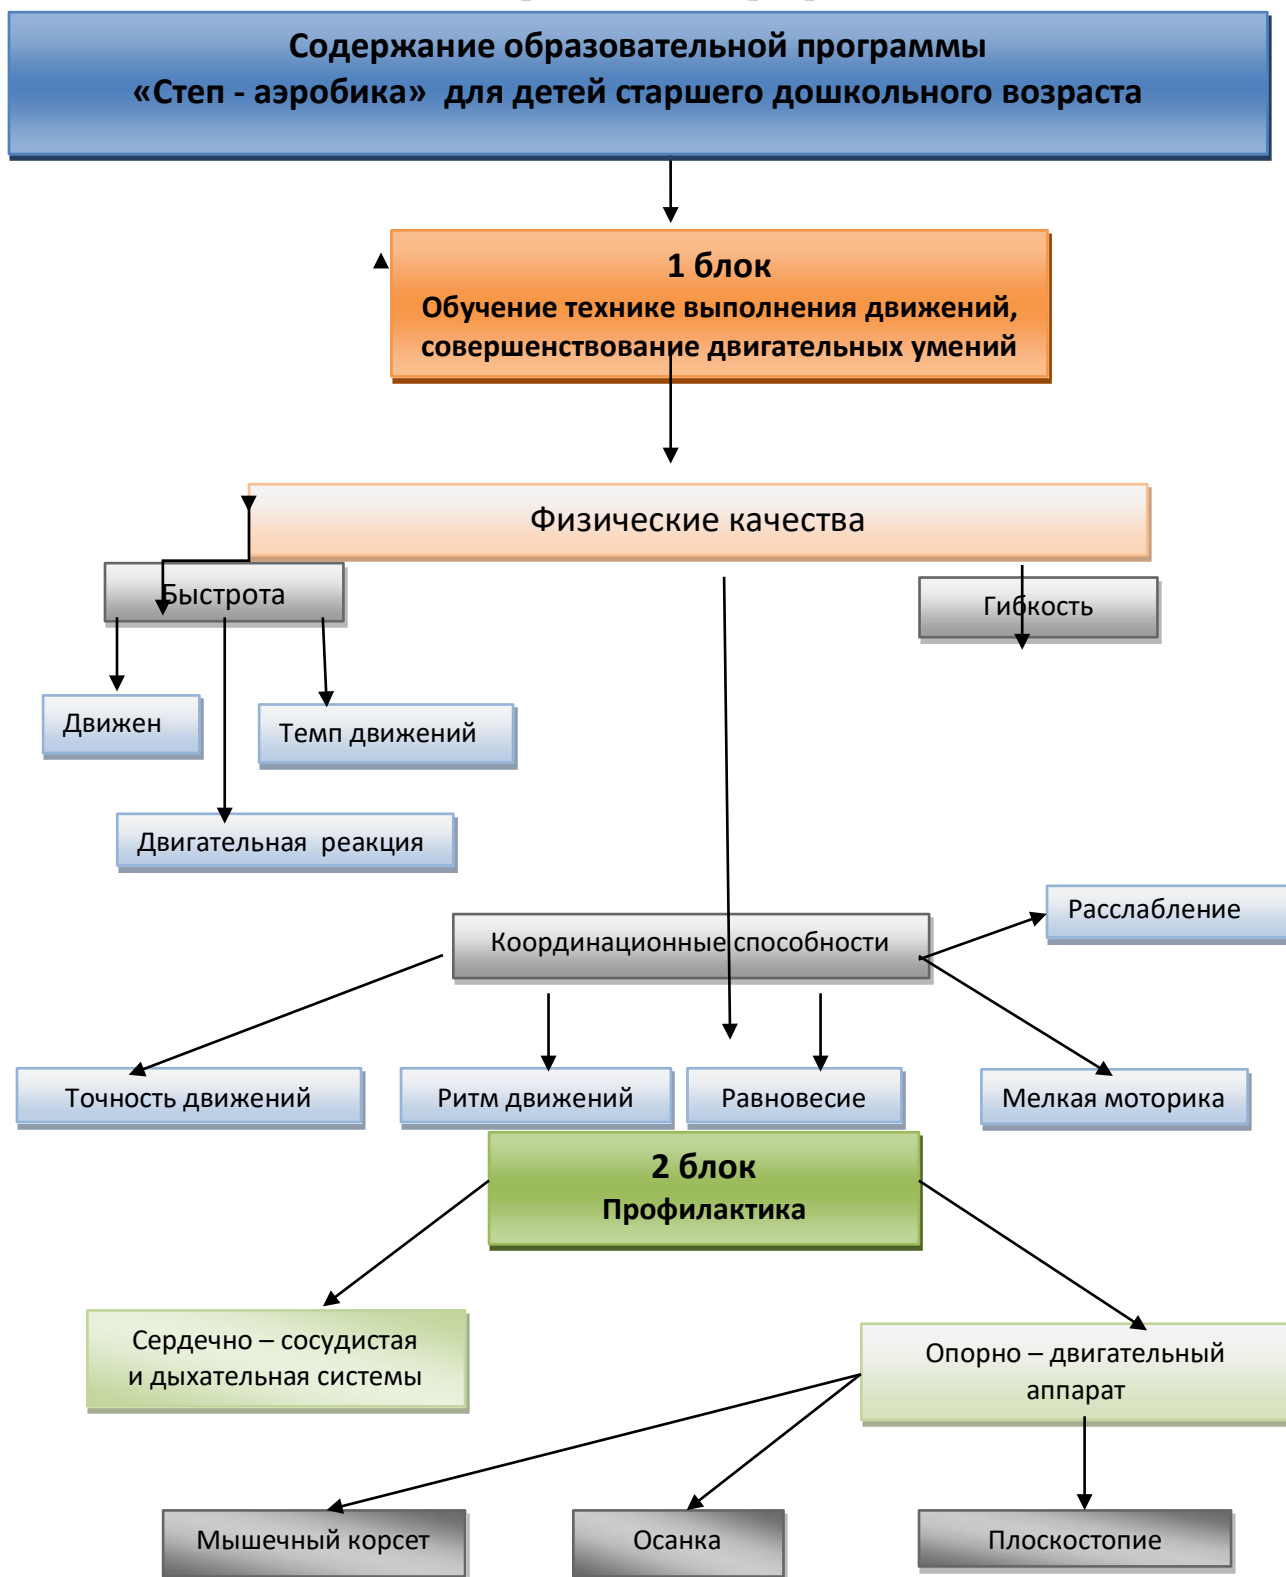 Содержание образовательной программы
«Степ - аэробика» для детей старшего дошкольного возраста
1 блок
Обучение технике выполнения движений,
совершенствование двигательных умений
Физические качества
Быстрота
Гибкость
Движен
Темп движений
Двигательная реакция
Расслабление
Координационные способности
Точность движений
Ритм движений
Равновесие
Мелкая моторика
2 блок
Профилактика
Сердечно – сосудистая
и дыхательная системы
Опорно – двигательный
аппарат
Мышечный корсет
Осанка
Плоскостопие